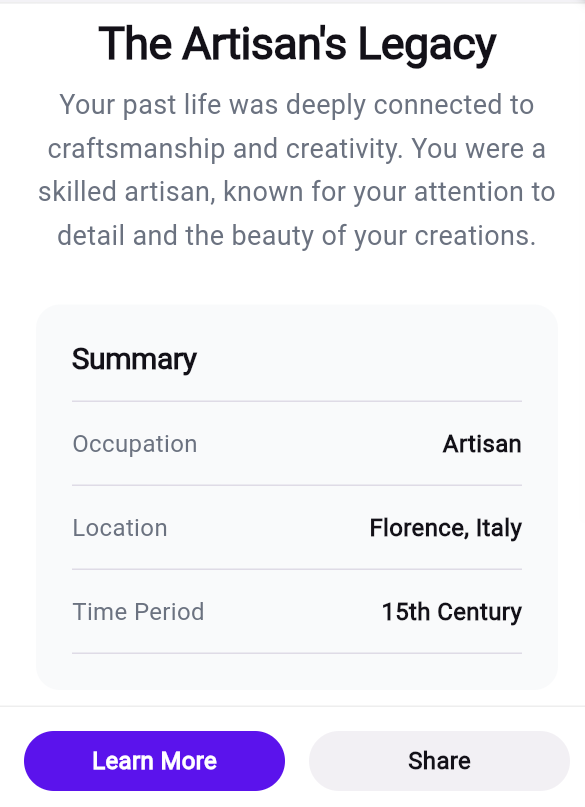 The Artisan's Legacy
Your past life was deeply connected to
craftsmanship and creativity. You were a
skilled artisan, known for your attention to
detail and the beauty of your creations.
Summary
Occupation Artisan
Location Florence, Italy
Time Period 15th Century
Learn More Share